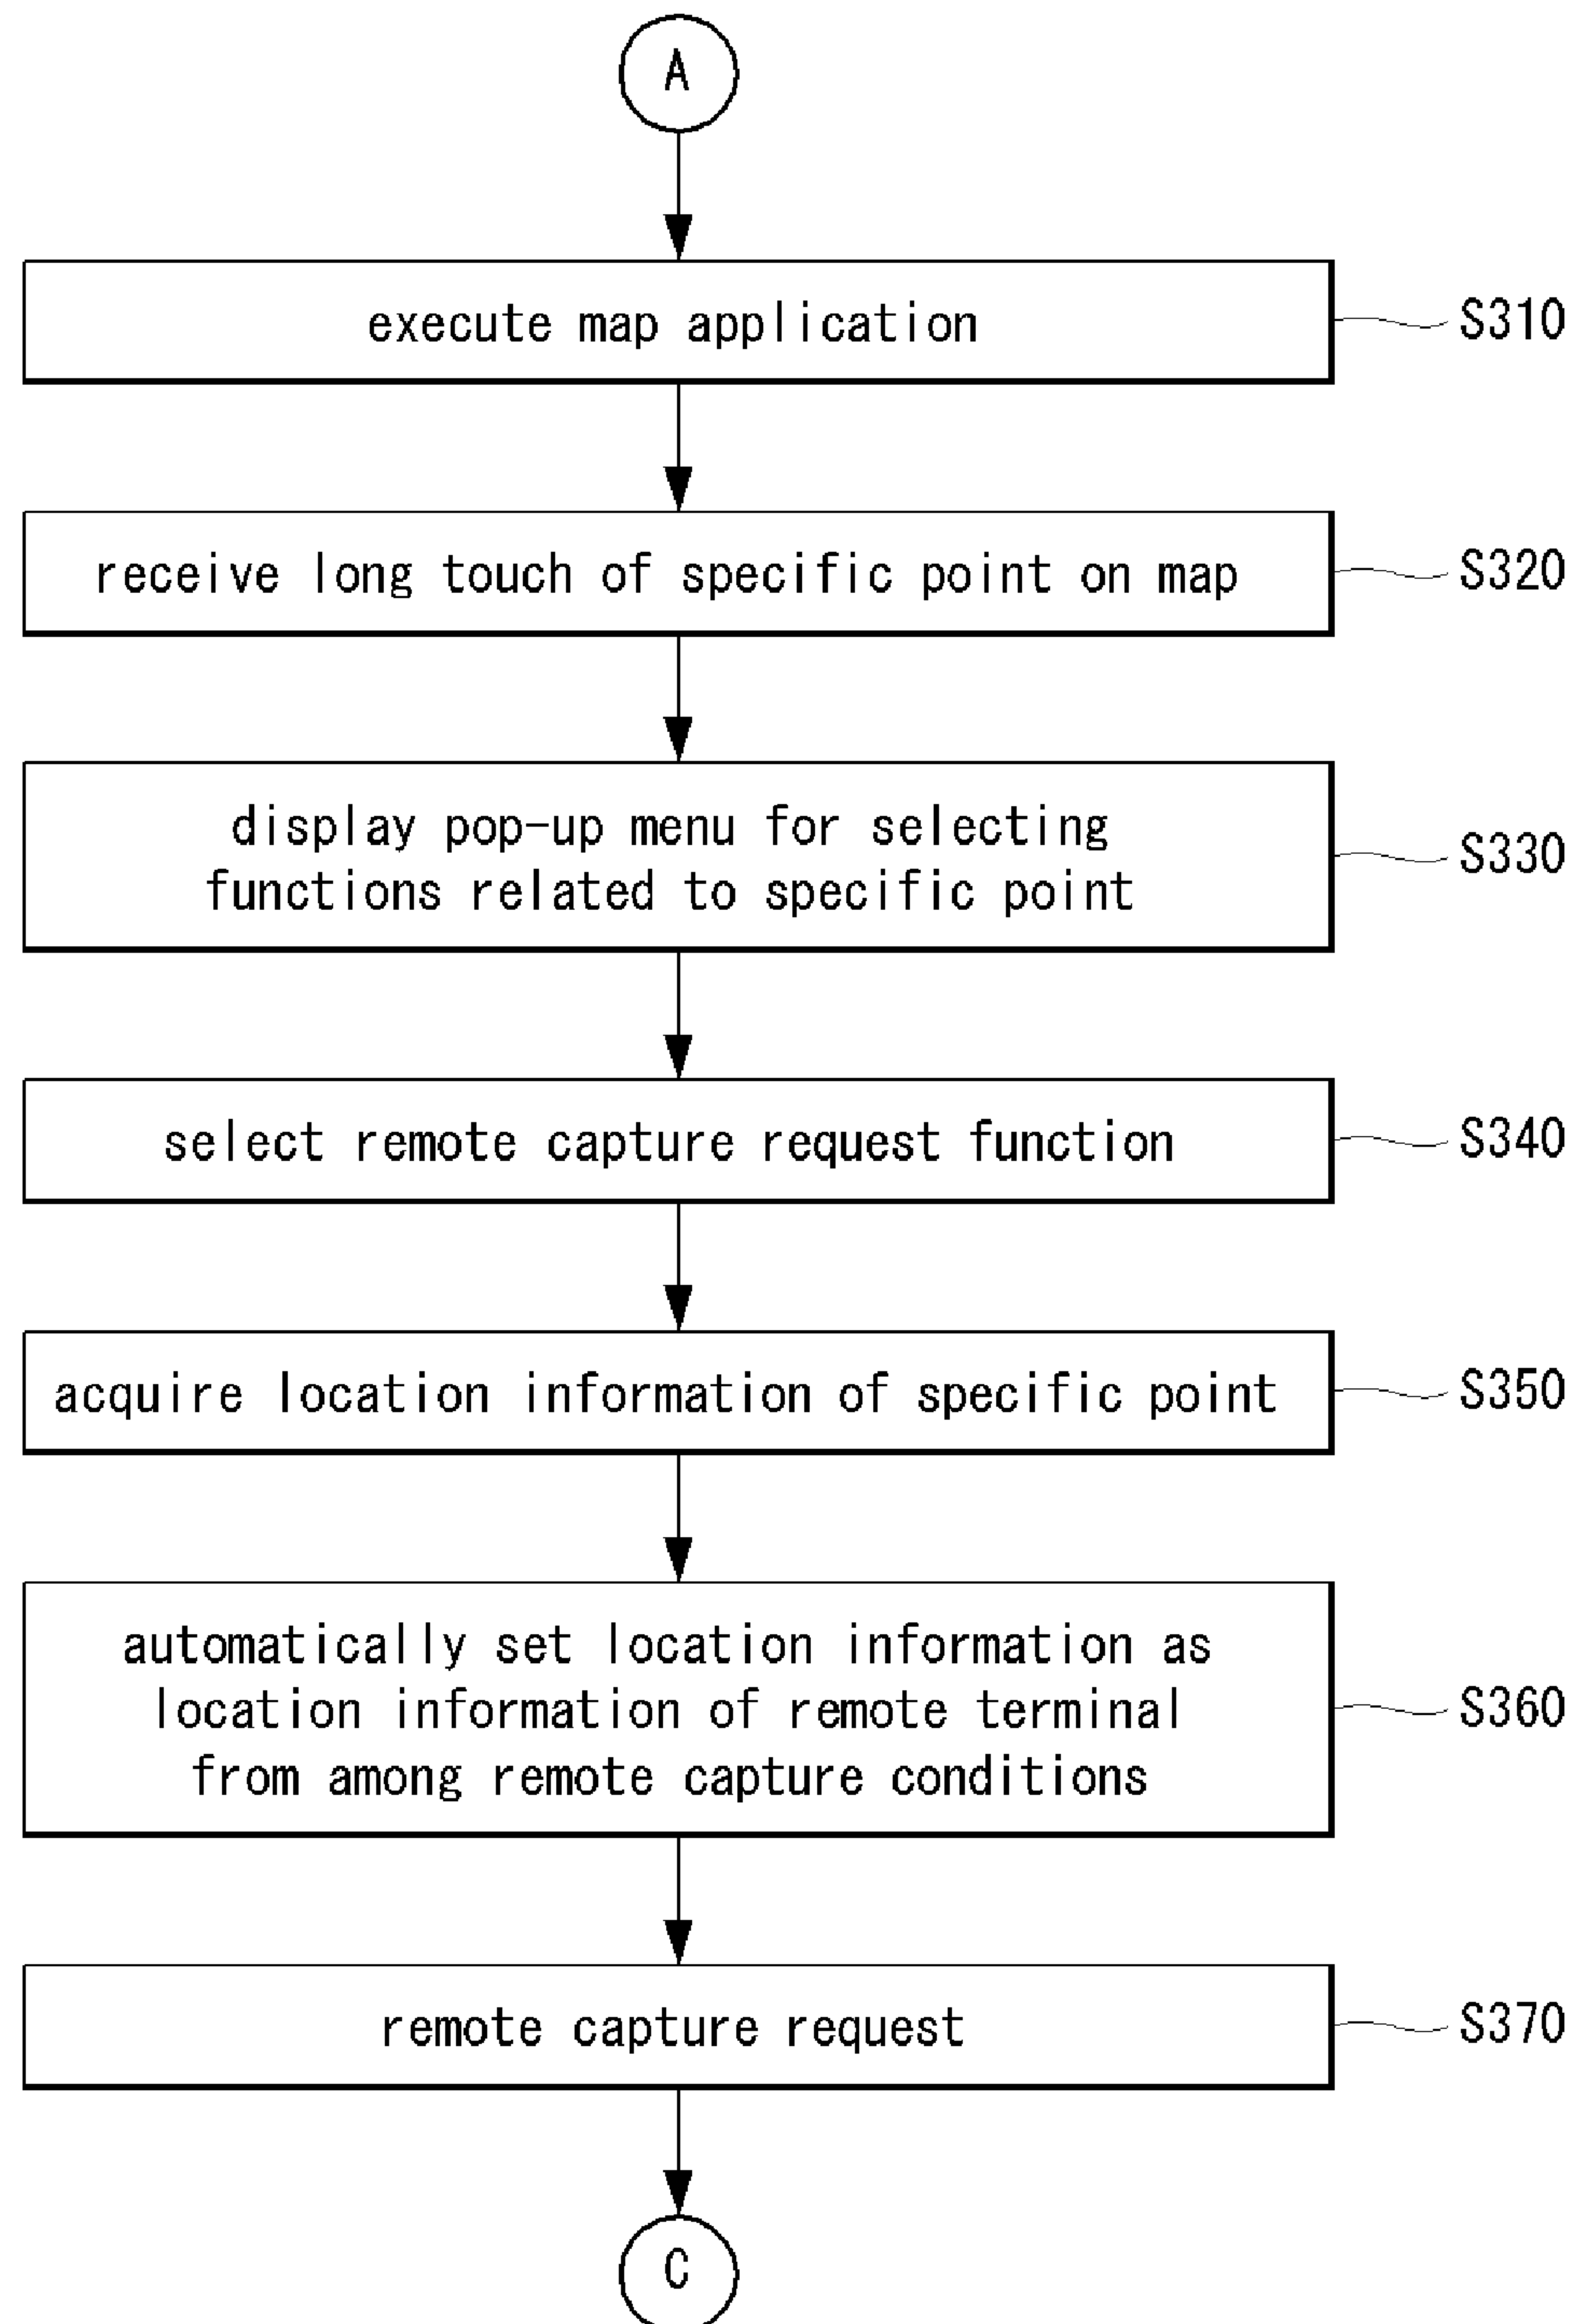 A
execute map application
S310
receive long touch of specific point on map
S320
display pop-up menu for selecting
functions related to specific point
S330
select remote capture request function
S340
acquire location information of specific point
S350
automatically set location information as
location information of remote terminal
from among remote capture conditions
S360
remote capture request
S370
C